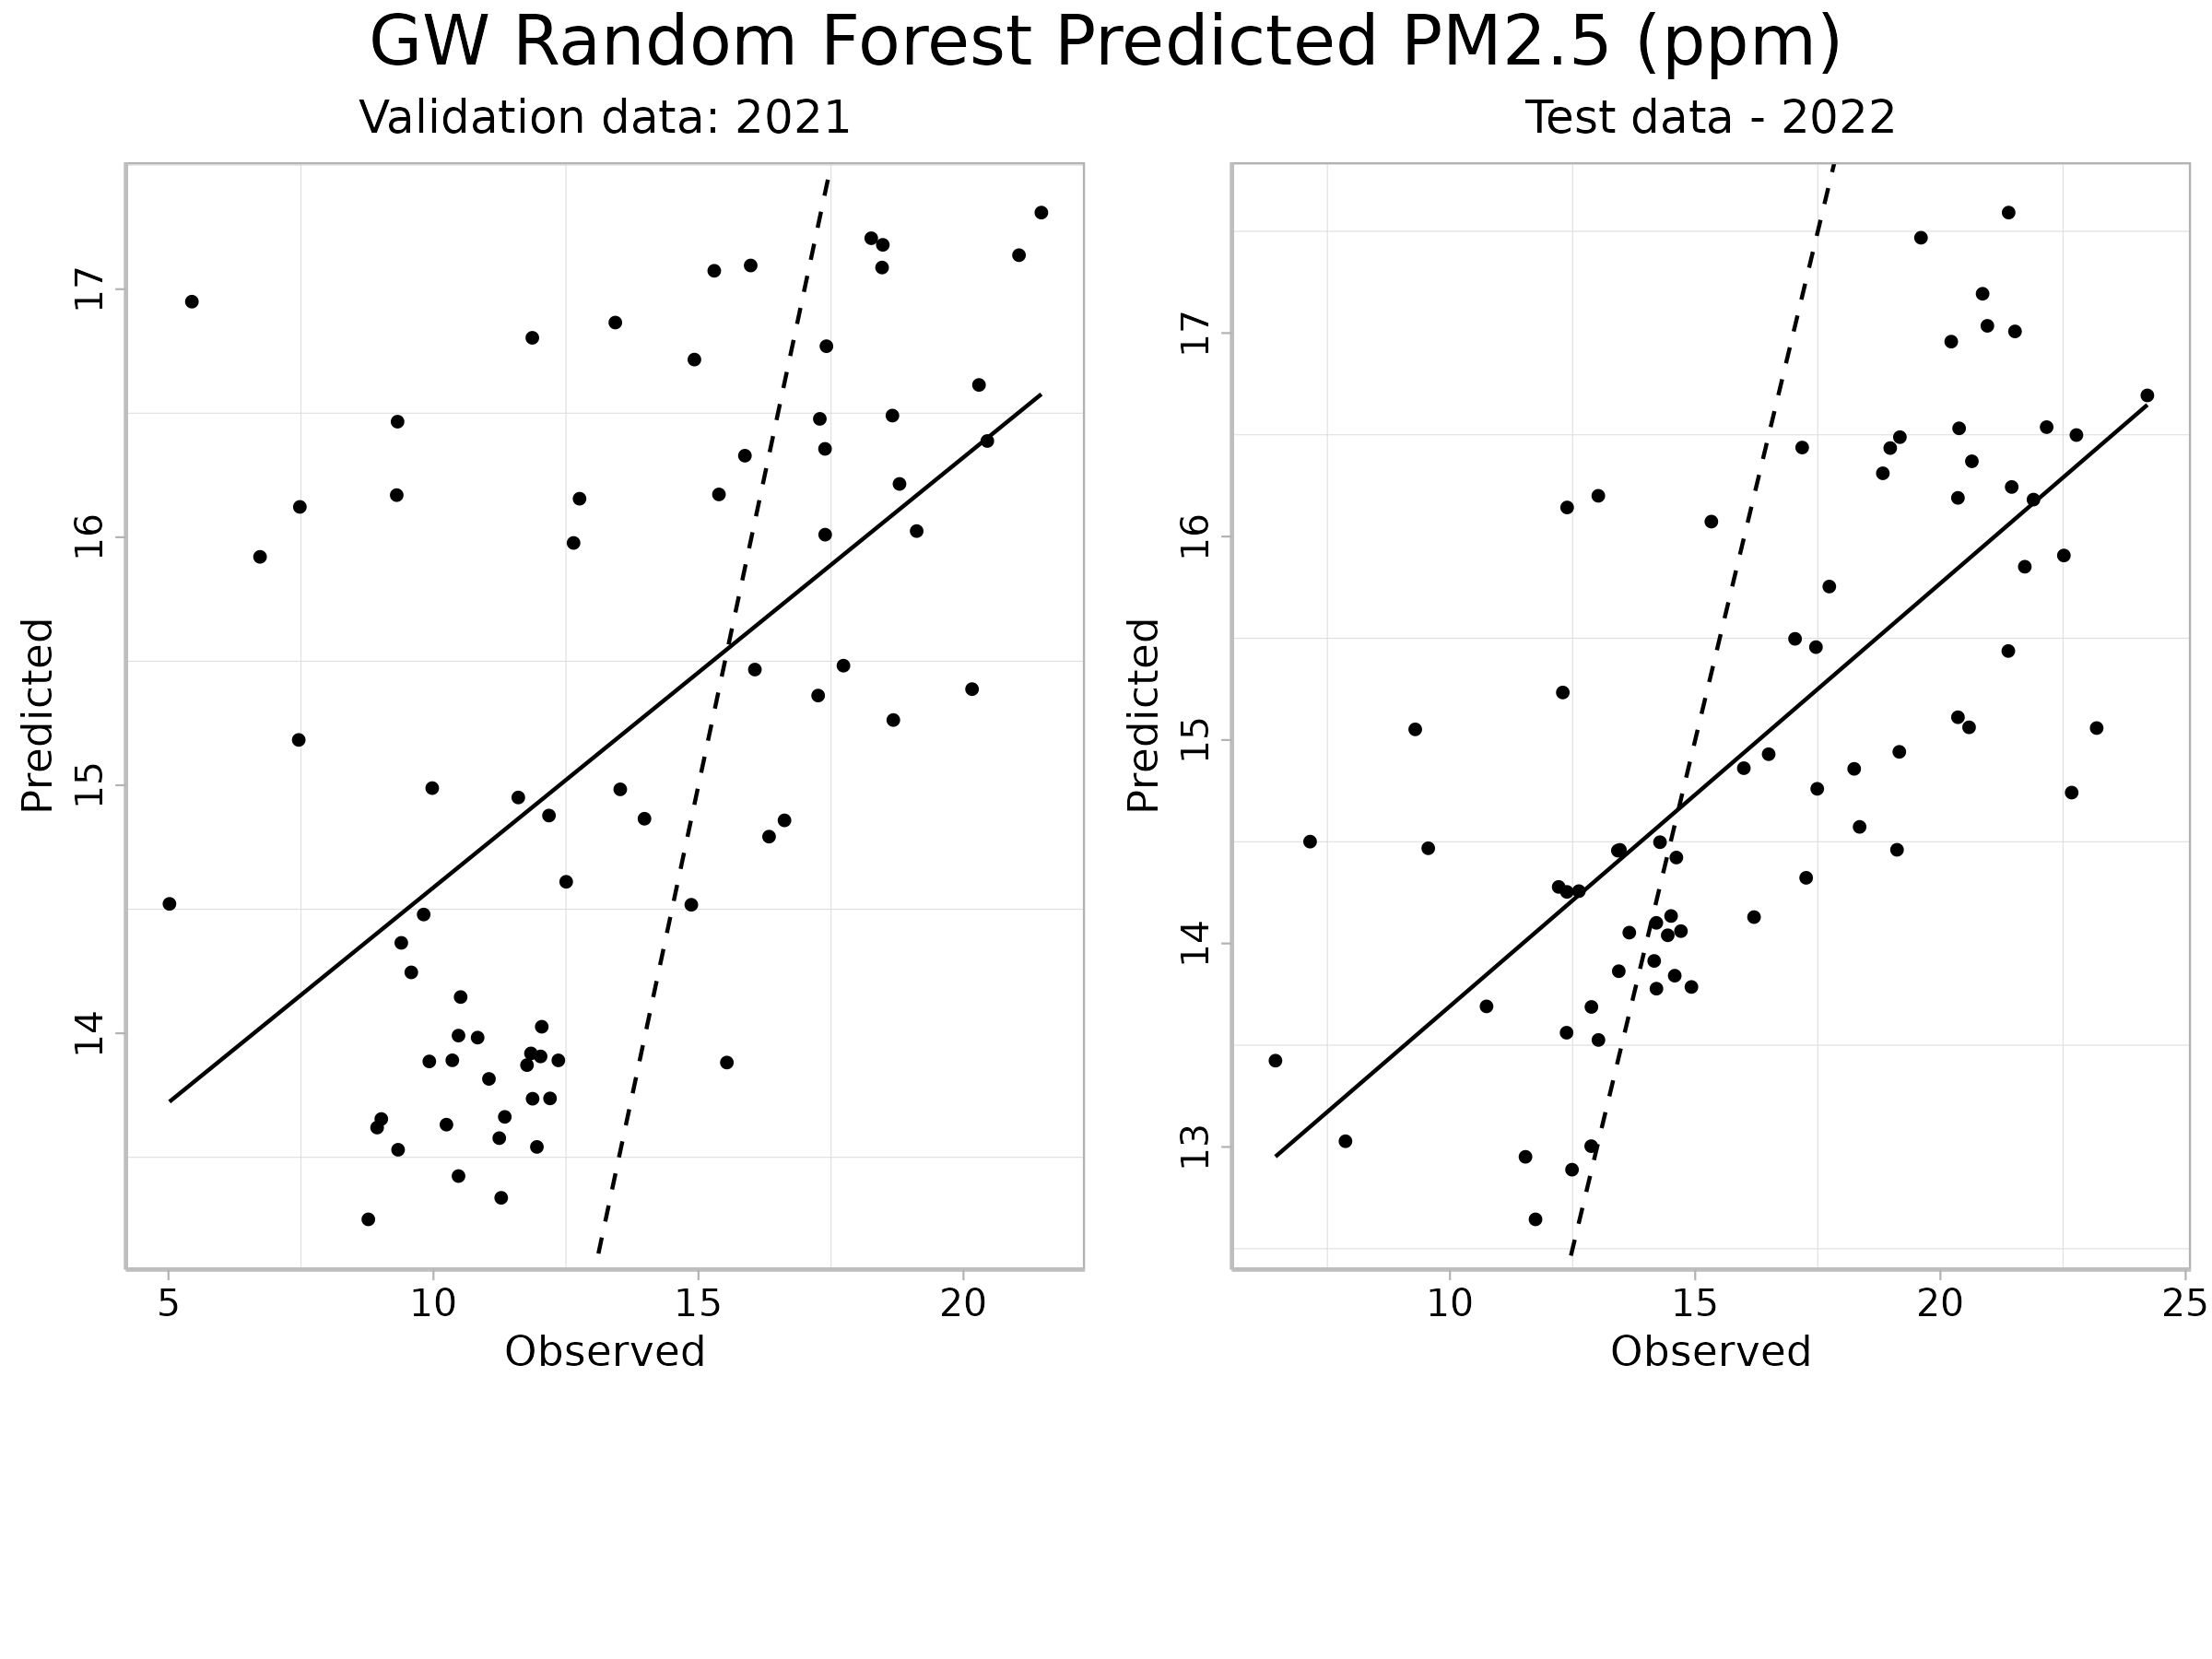 GW Random Forest Predicted PM2.5 (ppm)
Validation data: 2021
Predicted
17
16
15
14
5 10 15 20
Observed
Test data - 2022
Predicted
17
16
15
14
13
10 15 20 25
Observed